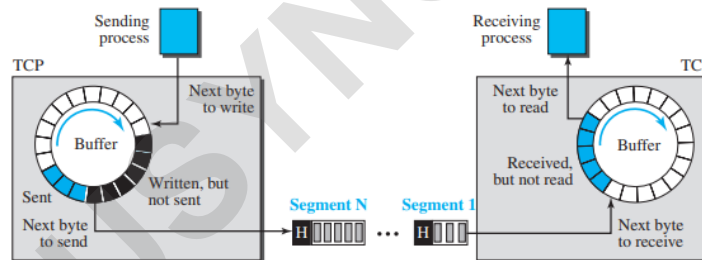 Sending
process
Receiving
process
TCP
TC
Next byte
to write
Next byte
to read
Buffer
Buffer
Sent
Written, but
not sent
Received,
but not read
Next byte
to send
Segment N
Segment 1
H
H
Next byte
to receive